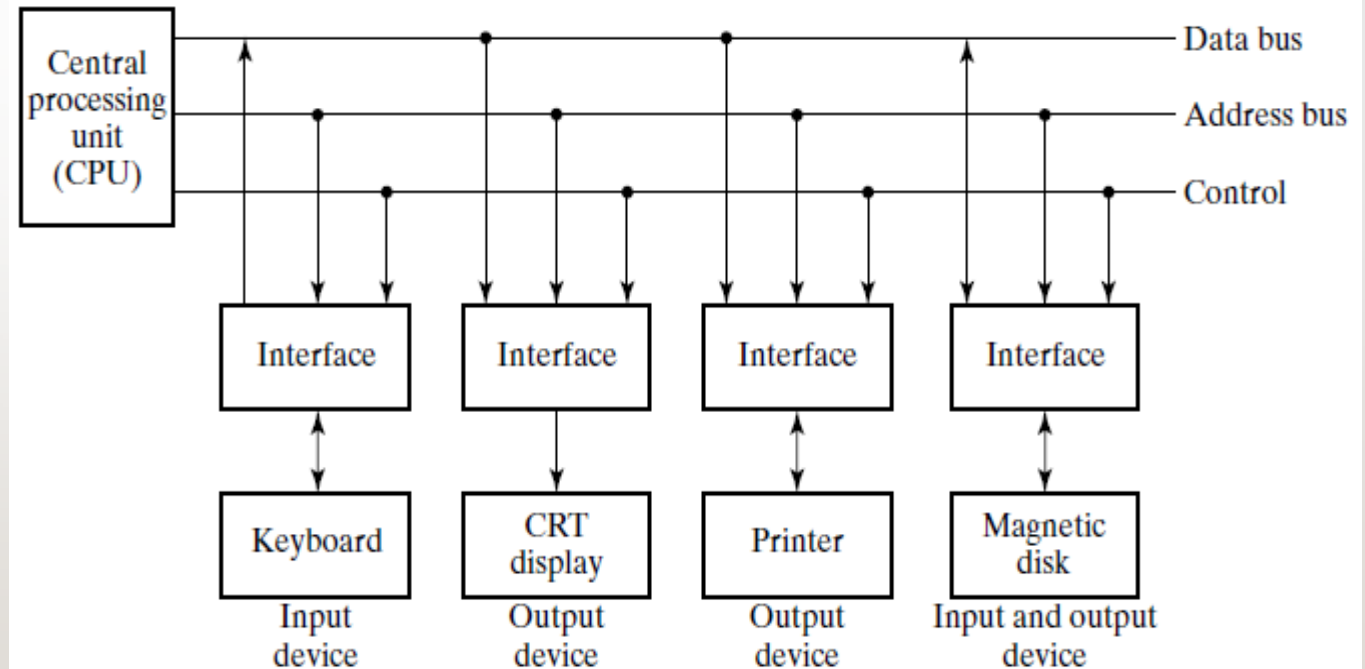 Central
processing
unit
(CPU)
Data bus
Address bus
Control
Interface
Interface
Interface
Interface
Keyboard
CRT
display
Printer
Magnetic
disk
Input
device
Output
device
Output
device
Input and output
device